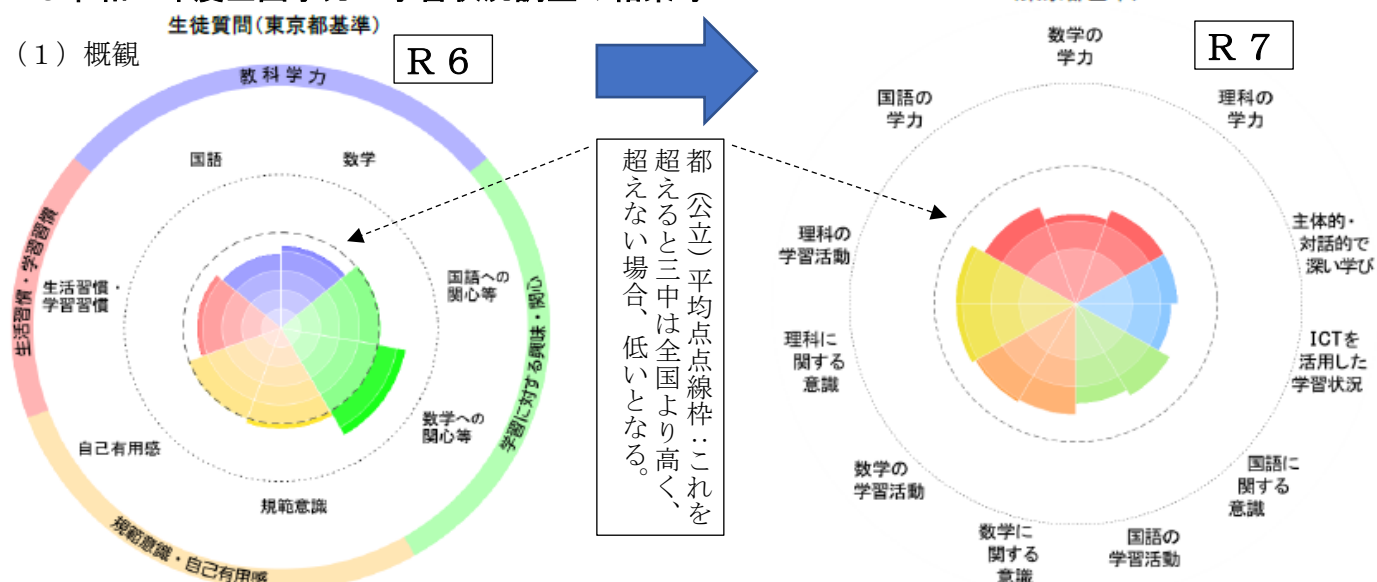 生徒質問(東京都基準)
(1)概観
R6
教科学力
学習に対する興味・関心
規範意識・自己有用感
生活習慣・学習習慣
国語
数学
国語への
関心等
数学への
関心等
規範意識
自己有用感
生活習慣・
学習習慣
都(公立)平均点点線枠:これを
超えると三中は全国より高く、
超えない場合、低いとなる。
R7
数学の
学力
理科の
学力
主体的・
対話的で
深い学び
ICTを
活用した
学習状況
国語に
関する
意識
国語の
学習活動
数学に
関する
意識
数学の
学習活動
理科に
関する
意識
理科の
学習活動
国語の
学力